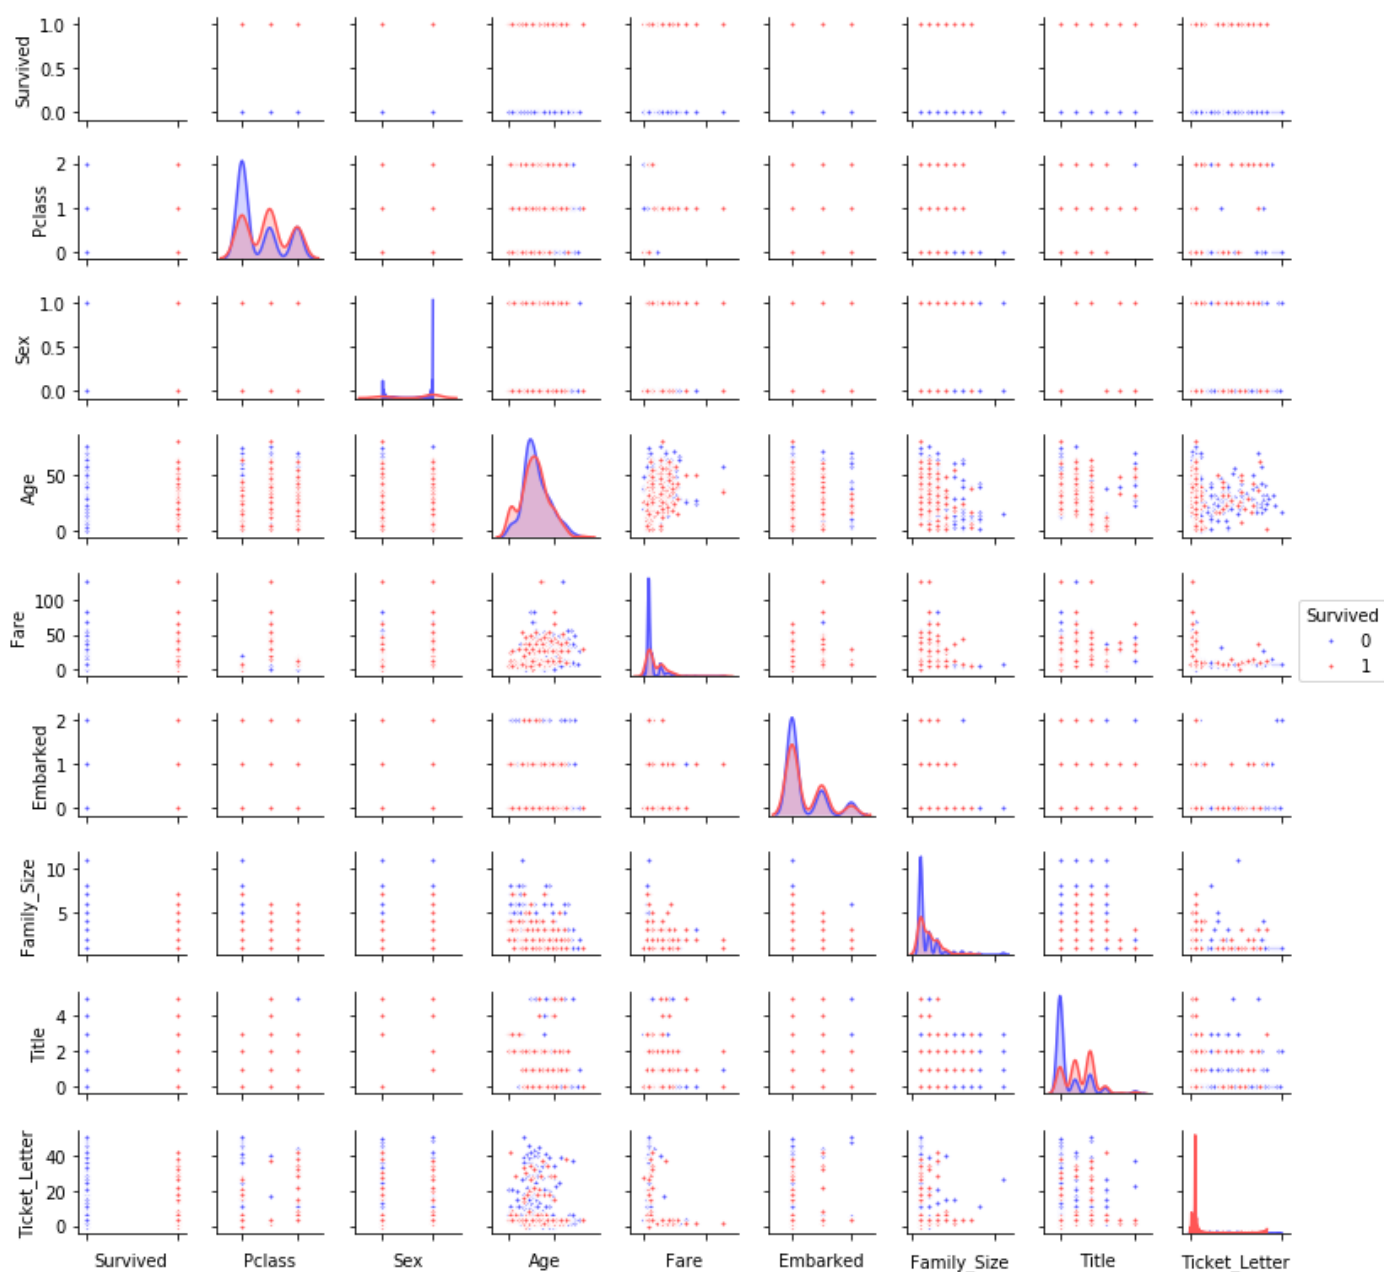 Survived
1.0
0.5
0.0
Pclass
2
1
0
Sex
1.0
0.5
0.0
Age
50
0
Fare
100
50
0
Embarked
2
1
0
Family_Size
10
5
Title
4
2
0
Ticket_Letter
40
20
0
Survived Pclass Sex Age Fare Embarked Family_Size Title Ticket_Letter
Survived
0
1